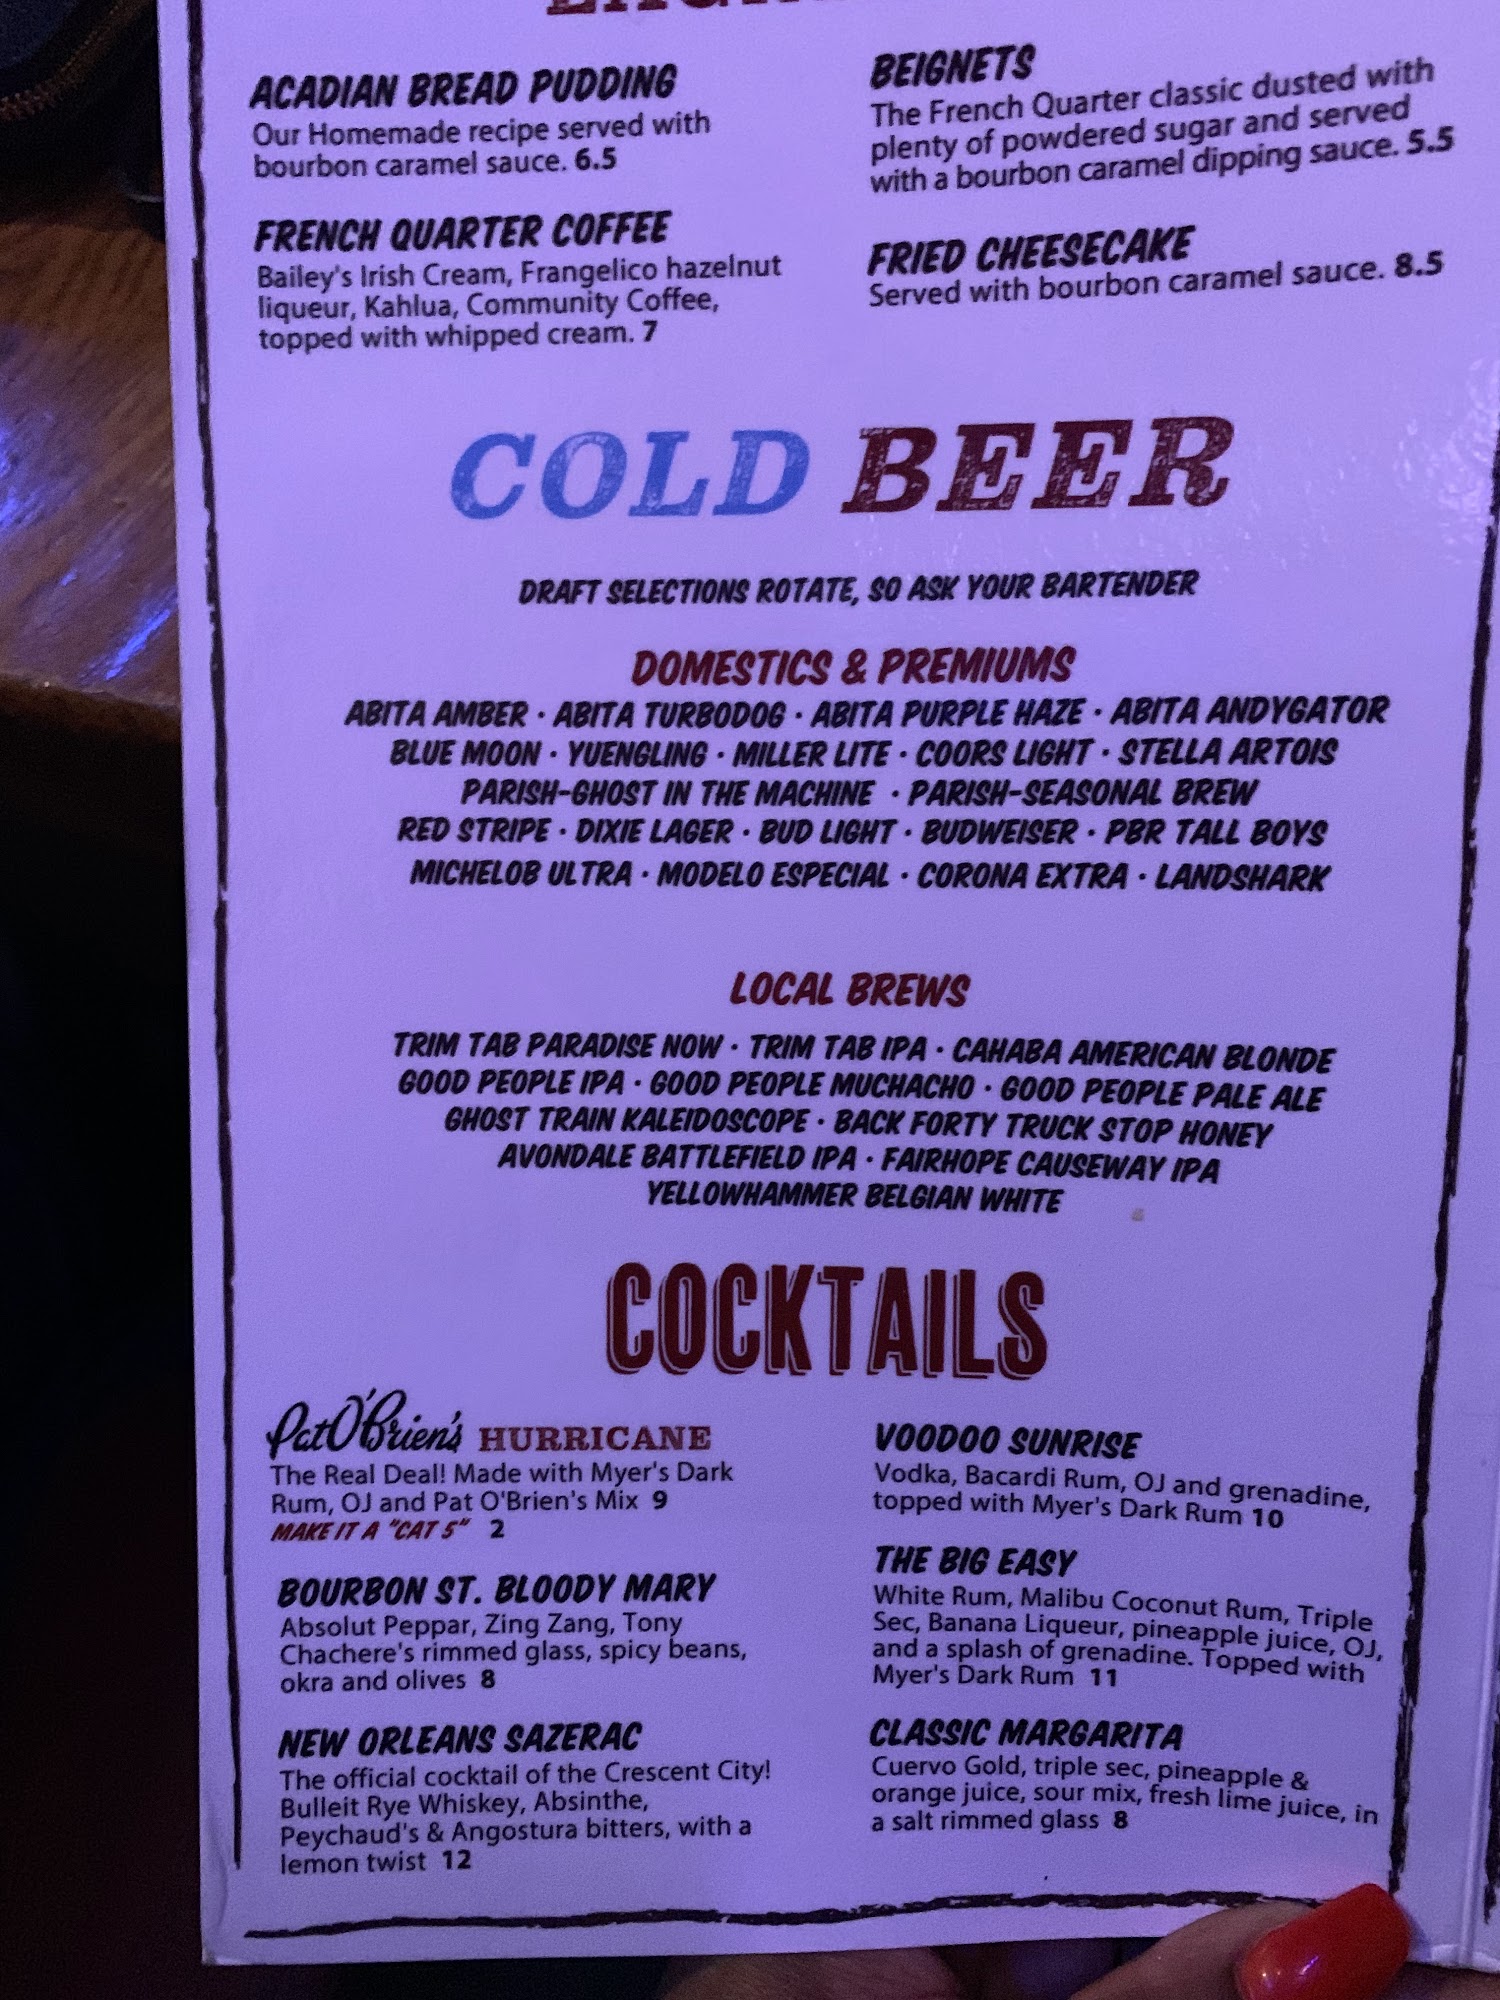 ACADIAN BREAD PUDDING
Our Homemade recipe served with
bourbon caramel sauce. 6.5
FRENCH QUARTER COFFEE
Bailey's Irish Cream, Frangelico hazelnut
liqueur, Kahlua, Community Coffee,
topped with whipped cream. 7
BEIGNETS
The French Quarter classic dusted with
plenty of powdered sugar and served
with a bourbon caramel dipping sauce. 5.5
FRIED CHEESECAKE
Served with bourbon caramel sauce. 8.5
COLD BEER
DRAFT SELECTIONS ROTATE, SO ASK YOUR BARTENDER
DOMESTICS & PREMIUMS
ABITA AMBER · ABITA TURBODOG · ABITA PURPLE HAZE · ABITA ANDYGATOR
BLUE MOON · YUENGLING · MILLER LITE · COORS LIGHT · STELLA ARTOIS
PARISH-GHOST IN THE MACHINE · PARISH-SEASONAL BREW
RED STRIPE · DIXIE LAGER · BUD LIGHT · BUDWEISER · PBR TALL BOYS
MICHELOB ULTRA · MODELO ESPECIAL · CORONA EXTRA · LANDSHARK
LOCAL BREWS
TRIM TAB PARADISE NOW · TRIM TAB IPA · CAHABA AMERICAN BLONDE
GOOD PEOPLE IPA · GOOD PEOPLE MUCHACHO · GOOD PEOPLE PALE ALE
GHOST TRAIN KALEIDOSCOPE · BACK FORTY TRUCK STOP HONEY
AVONDALE BATTLEFIELD IPA · FAIRHOPE CAUSEWAY IPA
YELLOWHAMMER BELGIAN WHITE
COCKTAILS
Pat O'Brien's HURRICANE
The Real Deal! Made with Myer's Dark
Rum, OJ and Pat O'Brien's Mix 9
MAKE IT A "CAT 5" 2
BOURBON ST. BLOODY MARY
Absolut Peppar, Zing Zang, Tony
Chachere's rimmed glass, spicy beans,
okra and olives 8
NEW ORLEANS SAZERAC
The official cocktail of the Crescent City!
Bulleit Rye Whiskey, Absinthe,
Peychaud's & Angostura bitters, with a
lemon twist 12
VOODOO SUNRISE
Vodka, Bacardi Rum, OJ and grenadine,
topped with Myer's Dark Rum 10
THE BIG EASY
White Rum, Malibu Coconut Rum, Triple
Sec, Banana Liqueur, pineapple juice, OJ,
and a splash of grenadine. Topped with
Myer's Dark Rum 11
CLASSIC MARGARITA
Cuervo Gold, triple sec, pineapple &
orange juice, sour mix, fresh lime juice, in
a salt rimmed glass 8